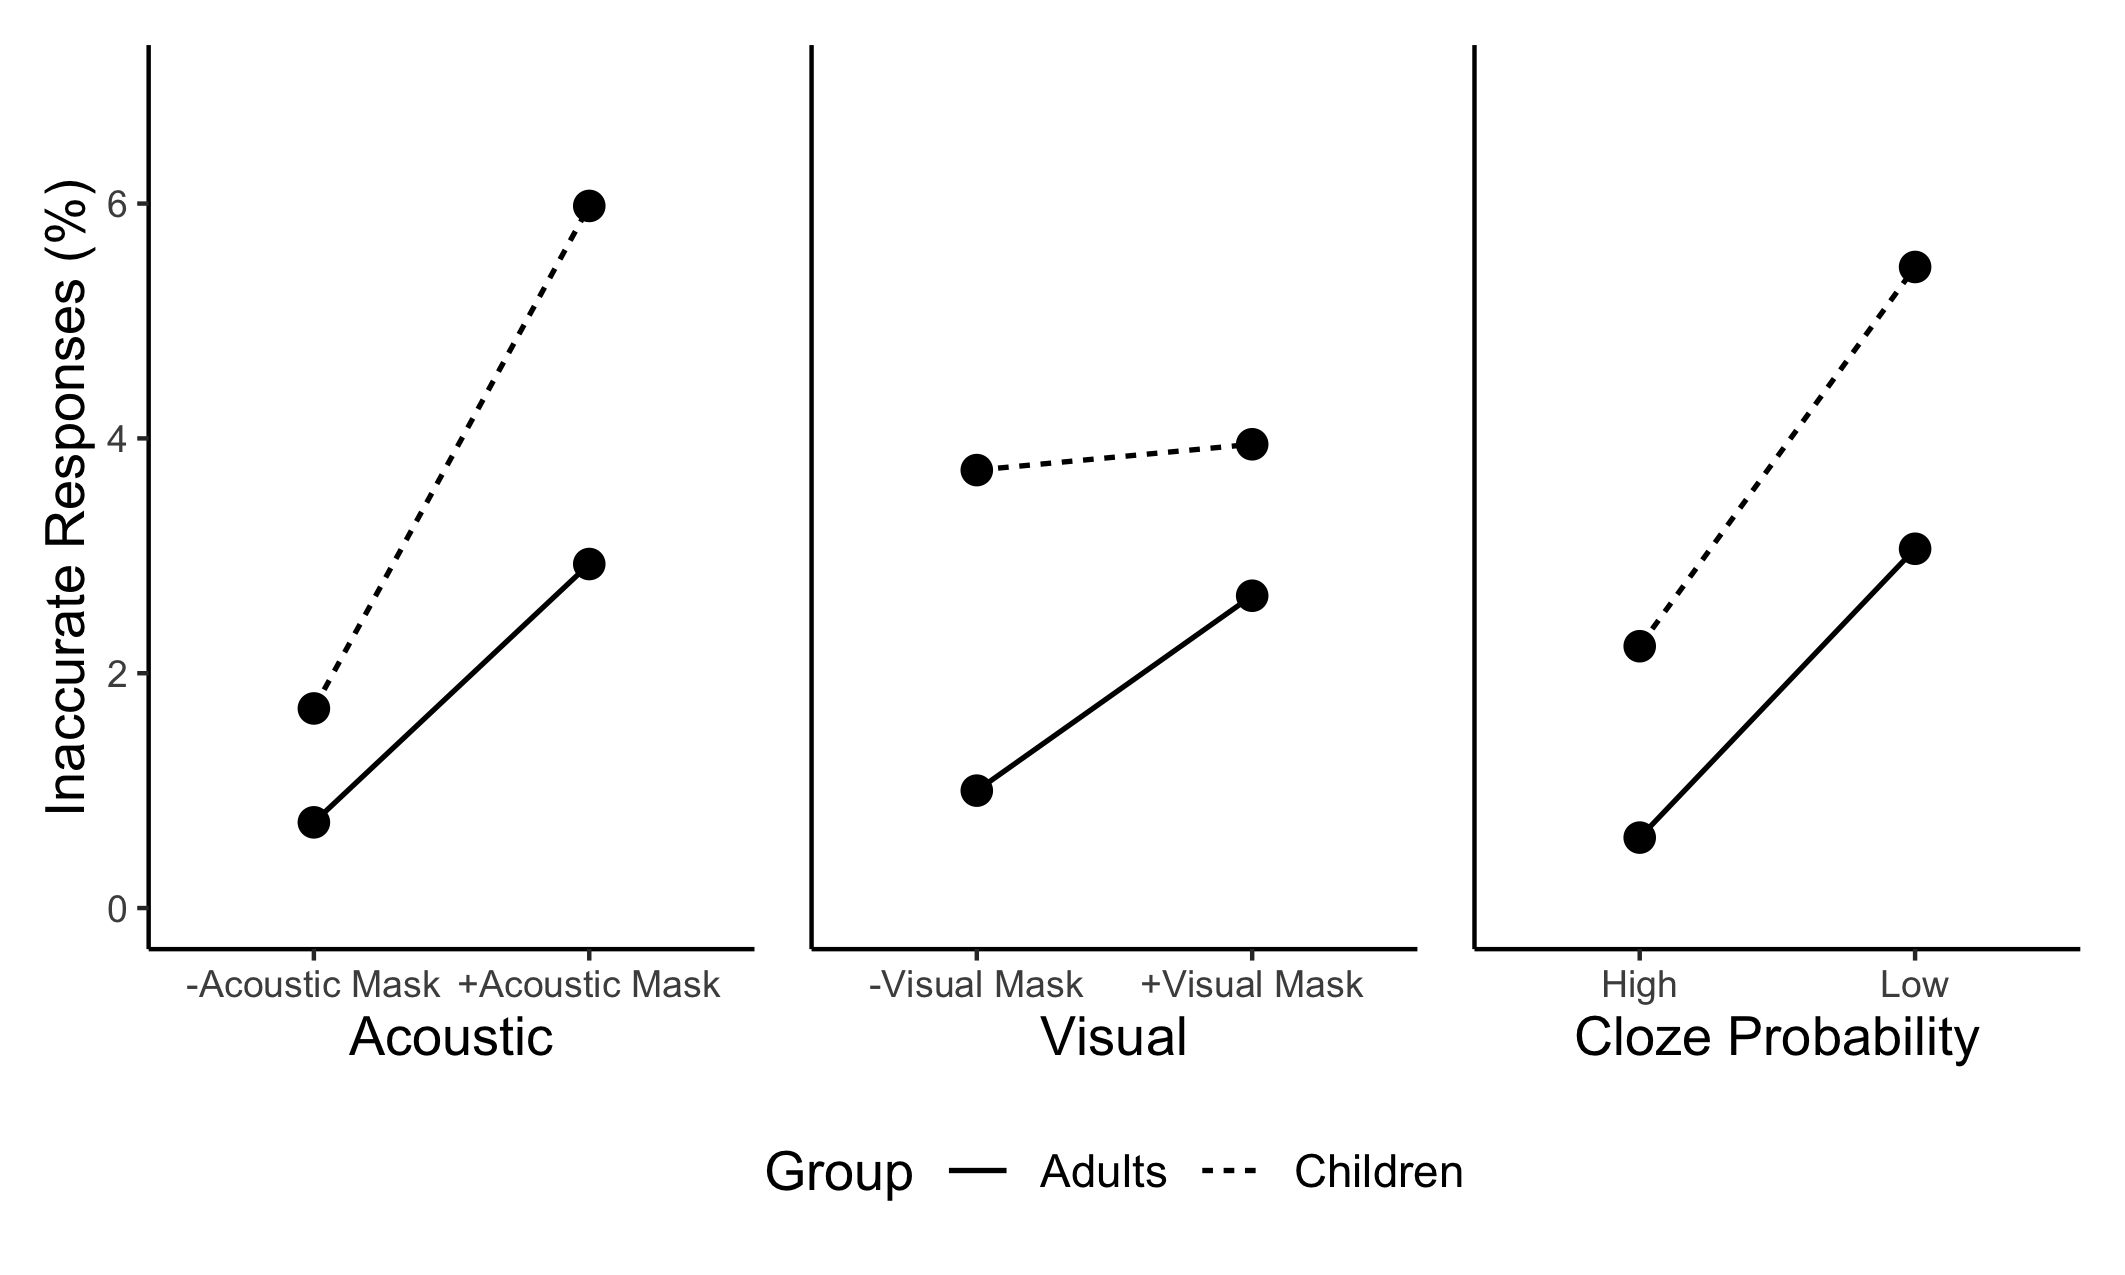 Inaccurate Responses (%)
6
4
2
0
-Acoustic Mask +Acoustic Mask
Acoustic
-Visual Mask +Visual Mask
Visual
High Low
Cloze Probability
Group Adults Children